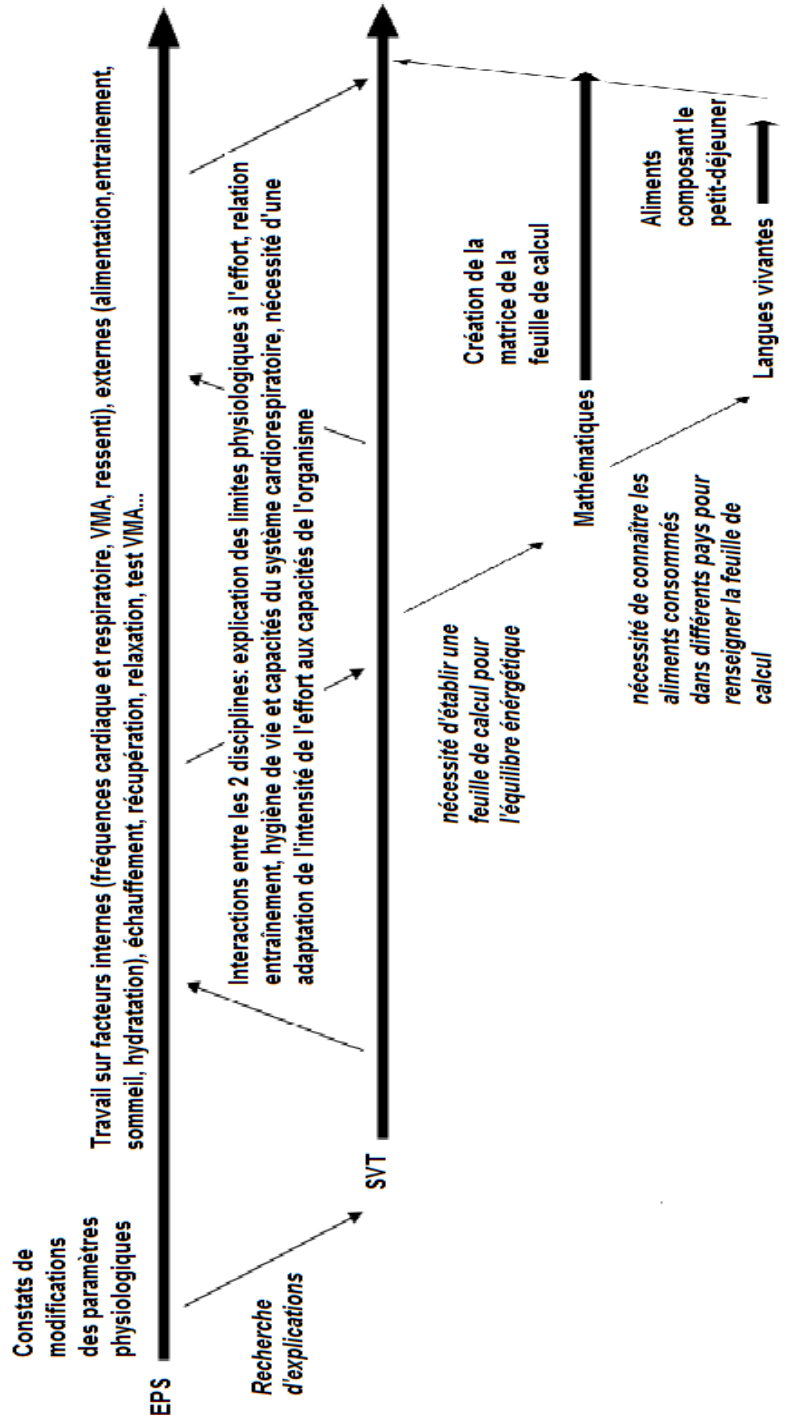 Constats de
modifications
des paramètres
physiologiques
EPS
Travail sur facteurs internes (fréquences cardiaque et respiratoire, VMA, ressenti), externes (alimentation,entrainement,
sommeil, hydratation), échauffement, récupération, relaxation, test VMA...
Recherche
d'explications
Interactions entre les 2 disciplines: explication des limites physiologiques à l'effort, relation
entraînement, hygiène de vie et capacités du système cardiorespiratoire, nécessité d'une
adaptation de l'intensité de l'effort aux capacités de l'organisme
SVT
nécessité d'établir une
feuille de calcul pour
l'équilibre énérgétique
Création de la
matrice de la
feuille de calcul
Mathématiques
nécessité de connaître les
aliments consommés
dans différents pays pour
renseigner la feuille de
calcul
Aliments
composant le
petit-déjeuner
Langues vivantes